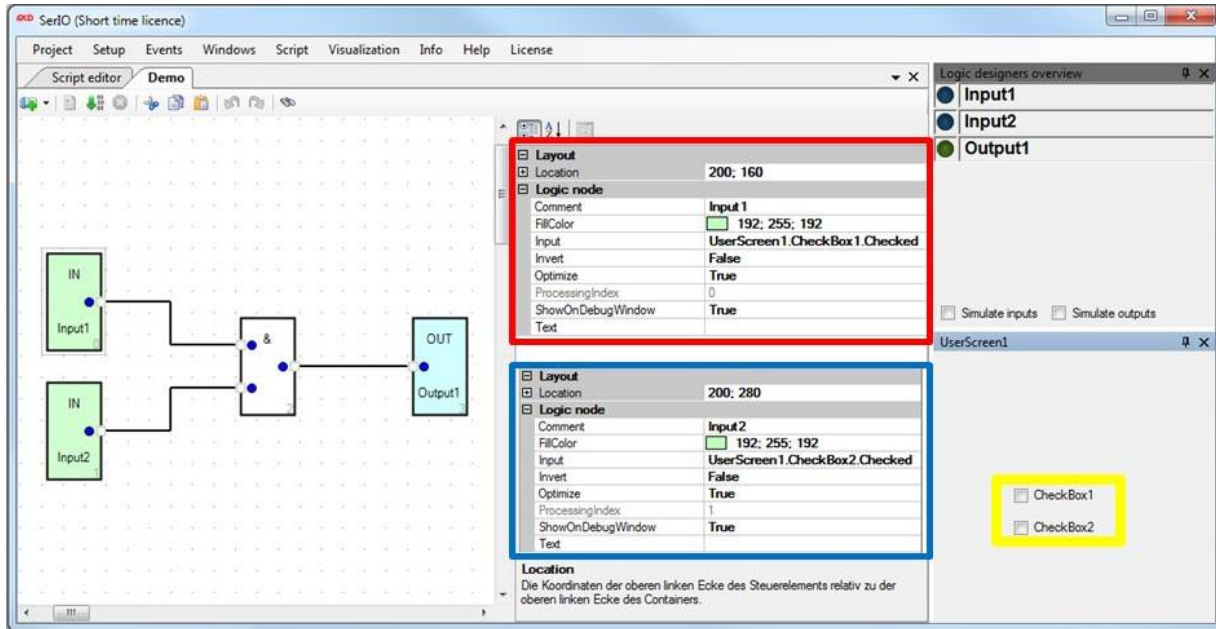 SerIO (Short time licence)
Project Setup Events Windows Script Visualization Info Help License
Script editor Demo
Logic designers overview
Input1
Input2
Output1
Simulate inputs Simulate outputs
IN
Input1
0
IN
Input2
1
&
2
OUT
Output1
3
Layout
Location 200; 160
Logic node
Comment Input1
FillColor 192; 255; 192
Input UserScreen1.CheckBox1.Checked
Invert False
Optimize True
ProcessingIndex 0
ShowOnDebugWindow True
Text
Layout
Location 200; 280
Logic node
Comment Input2
FillColor 192; 255; 192
Input UserScreen1.CheckBox2.Checked
Invert False
Optimize True
ProcessingIndex 1
ShowOnDebugWindow True
Text
Location
Die Koordinaten der oberen linken Ecke des Steuerelements relativ zu der
oberen linken Ecke des Containers.
UserScreen1
CheckBox1
CheckBox2